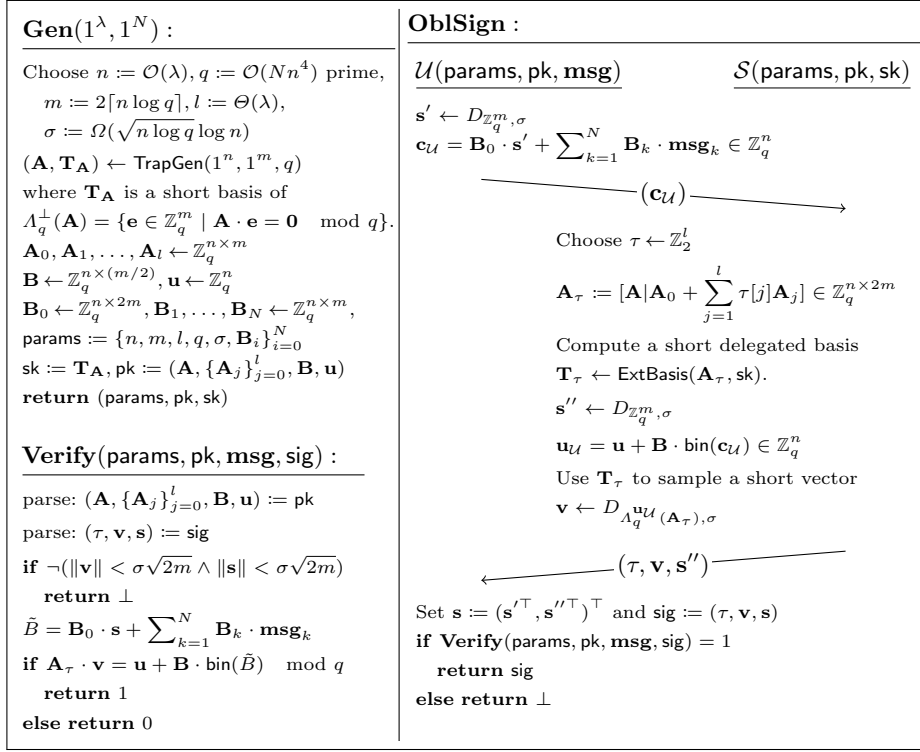 Gen(1^λ, 1^N) :
Choose n := 𝒪(λ), q := 𝒪(Nn^4) prime,
m := 2⌈n log q⌉, l := Θ(λ),
σ := Ω(√(n log q) log n)
(A, T_A) ← TrapGen(1^n, 1^m, q)
where T_A is a short basis of
Λ_q^⊥(A) = {e ∈ ℤ_q^m | A · e = 0 mod q}.
A_0, A_1, …, A_l ← ℤ_q^{n×m}
B ← ℤ_q^{n×(m/2)}, u ← ℤ_q^n
B_0 ← ℤ_q^{n×2m}, B_1, …, B_N ← ℤ_q^{n×m},
params := {n, m, l, q, σ, B_i}_{i=0}^N
sk := T_A, pk := (A, {A_j}_{j=0}^l, B, u)
return (params, pk, sk)
Verify(params, pk, msg, sig) :
parse: (A, {A_j}_{j=0}^l, B, u) := pk
parse: (τ, v, s) := sig
if ¬(‖v‖ < σ√2m ∧ ‖s‖ < σ√2m)
return ⊥
B̃ = B_0 · s + ∑_{k=1}^N B_k · msg_k
if A_τ · v = u + B · bin(B̃) mod q
return 1
else return 0
OblSign :
𝒰(params, pk, msg) 𝒮(params, pk, sk)
s′ ← D_{ℤ_q^m, σ}
c_𝒰 = B_0 · s′ + ∑_{k=1}^N B_k · msg_k ∈ ℤ_q^n
(c_𝒰)
Choose τ ← ℤ_2^l
A_τ := [A|A_0 + ∑_{j=1}^l τ[j]A_j] ∈ ℤ_q^{n×2m}
Compute a short delegated basis
T_τ ← ExtBasis(A_τ, sk).
s″ ← D_{ℤ_q^m, σ}
u_𝒰 = u + B · bin(c_𝒰) ∈ ℤ_q^n
Use T_τ to sample a short vector
v ← D_{Λ_q^{u_𝒰}(A_τ), σ}
(τ, v, s″)
Set s := (s′^⊤, s″^⊤)^⊤ and sig := (τ, v, s)
if Verify(params, pk, msg, sig) = 1
return sig
else return ⊥